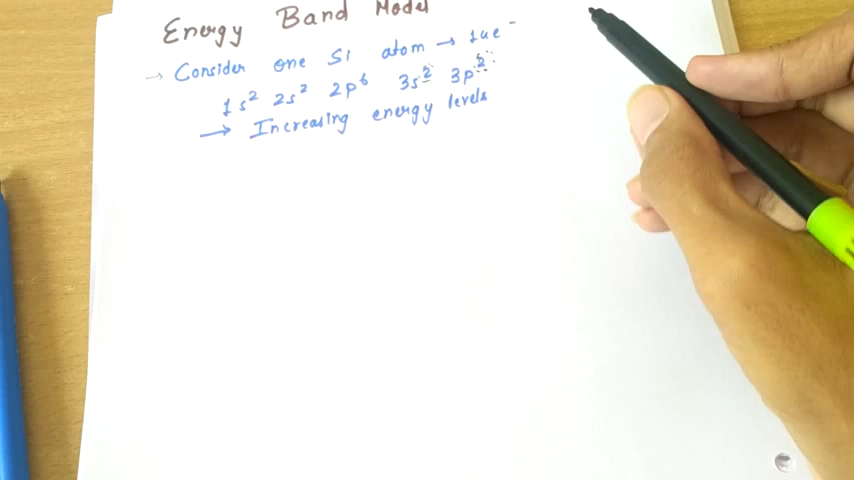 Energy Band Model
→ Consider one Si atom → 14e⁻
1s² 2s² 2p⁶ 3s² 3p²
→ Increasing energy levels